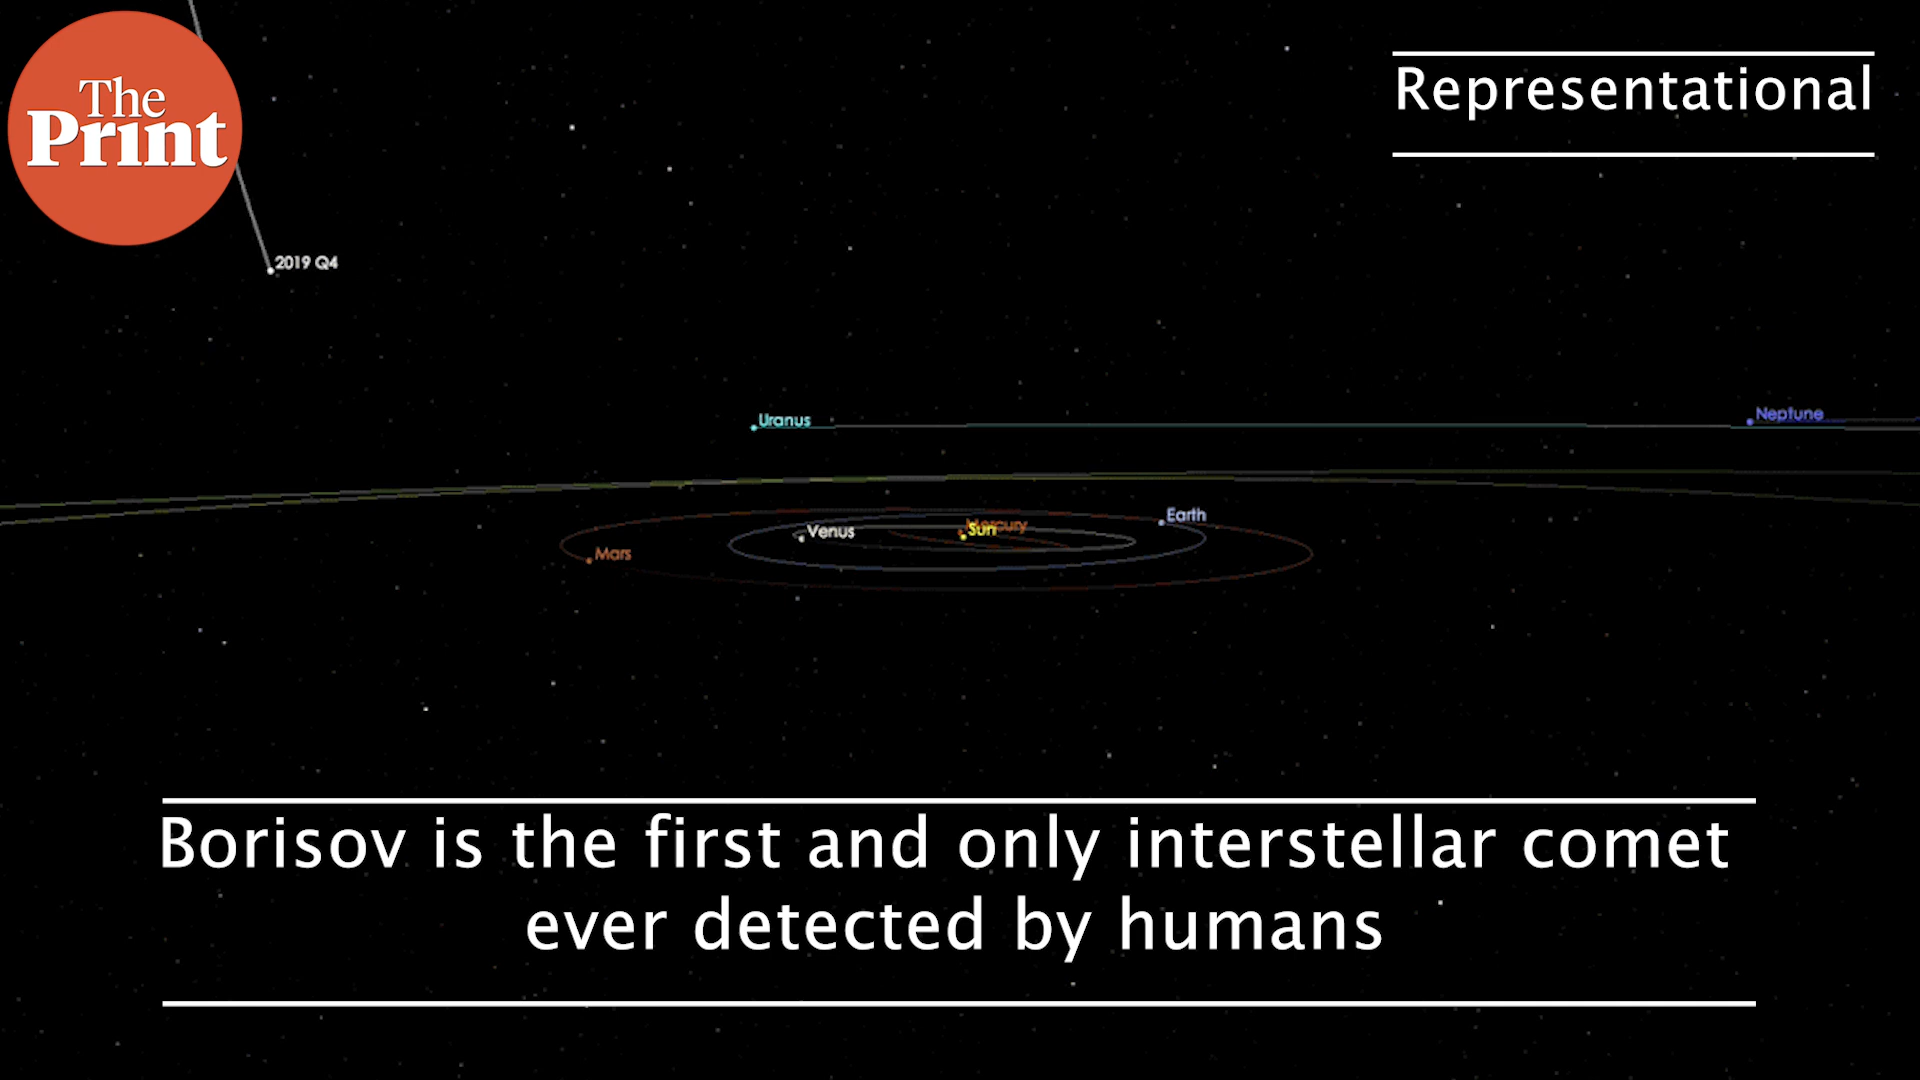 The
Print
Representational
2019 Q4
Uranus
Neptune
Earth
Mercury
Sun
Venus
Mars
Borisov is the first and only interstellar comet
ever detected by humans